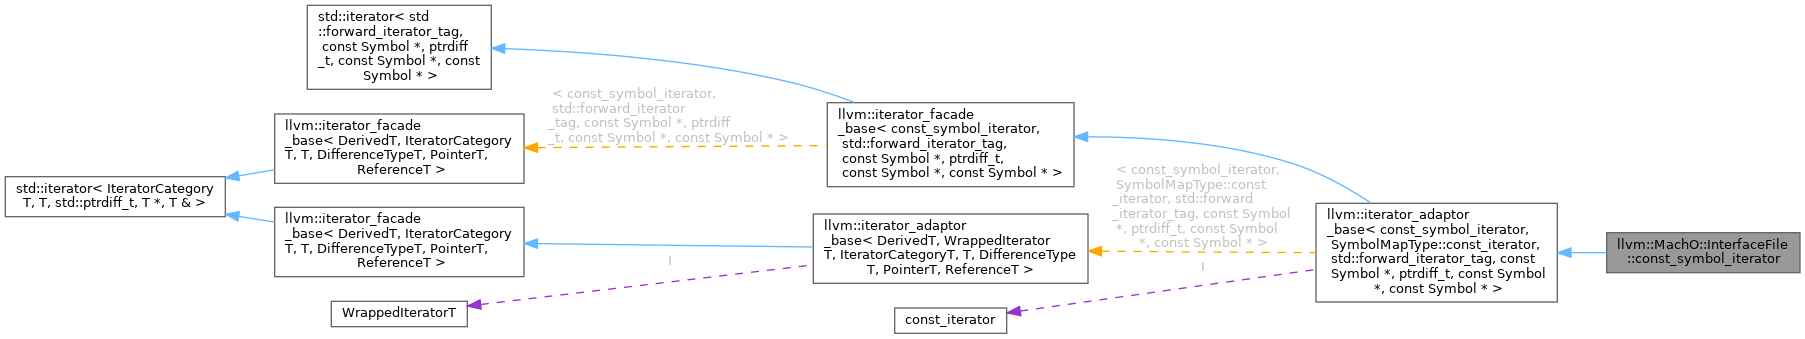 std::iterator< std
::forward_iterator_tag,
const Symbol *, ptrdiff
_t, const Symbol *, const
Symbol * >
< const_symbol_iterator,
std::forward_iterator
_tag, const Symbol *, ptrdiff
_t, const Symbol *, const Symbol * >
llvm::iterator_facade
_base< const_symbol_iterator,
std::forward_iterator_tag,
const Symbol *, ptrdiff_t,
const Symbol *, const Symbol * >
llvm::iterator_facade
_base< DerivedT, IteratorCategory
T, T, DifferenceTypeT, PointerT,
ReferenceT >
std::iterator< IteratorCategory
T, T, std::ptrdiff_t, T *, T & >
llvm::iterator_facade
_base< DerivedT, IteratorCategory
T, T, DifferenceTypeT, PointerT,
ReferenceT >
llvm::iterator_adaptor
_base< DerivedT, WrappedIterator
T, IteratorCategoryT, T, DifferenceType
T, PointerT, ReferenceT >
< const_symbol_iterator,
SymbolMapType::const
_iterator, std::forward
_iterator_tag, const Symbol
*, ptrdiff_t, const Symbol
*, const Symbol * >
llvm::iterator_adaptor
_base< const_symbol_iterator,
SymbolMapType::const_iterator,
std::forward_iterator_tag, const
Symbol *, ptrdiff_t, const Symbol
*, const Symbol * >
llvm::MachO::InterfaceFile
::const_symbol_iterator
I
I
WrappedIteratorT
const_iterator